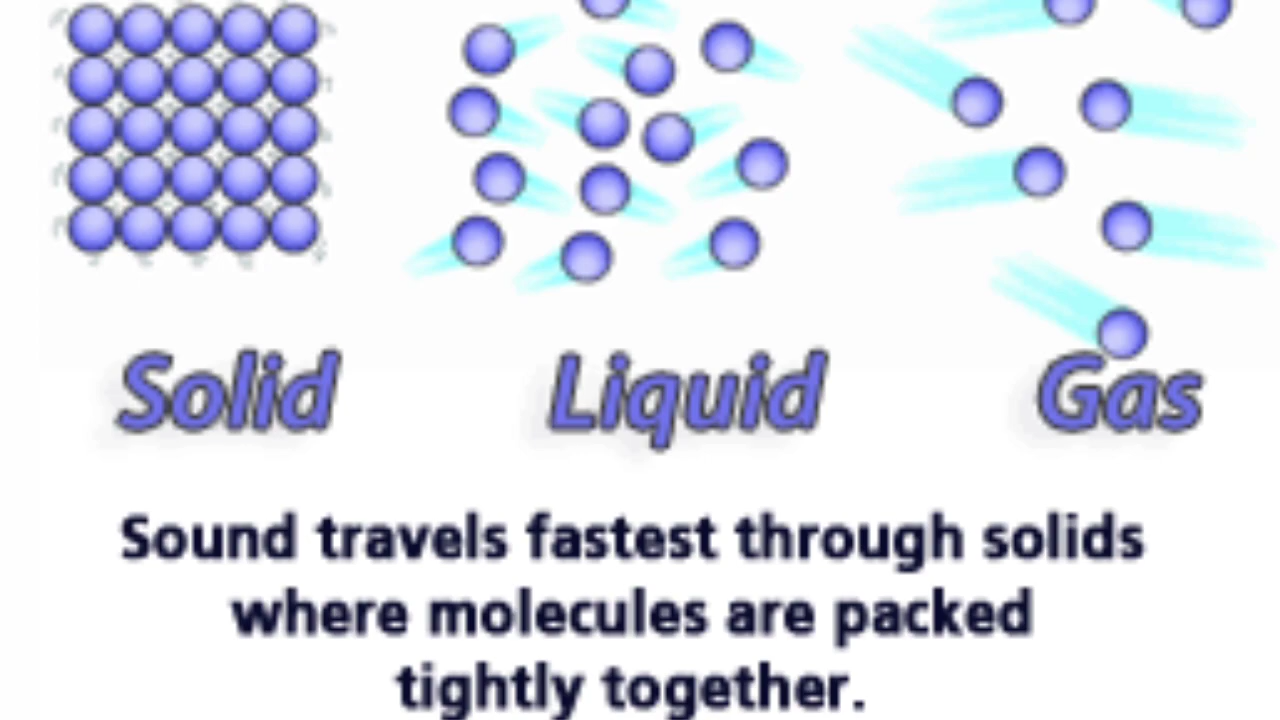 Solid Liquid Gas
Sound travels fastest through solids
where molecules are packed
tightly together.